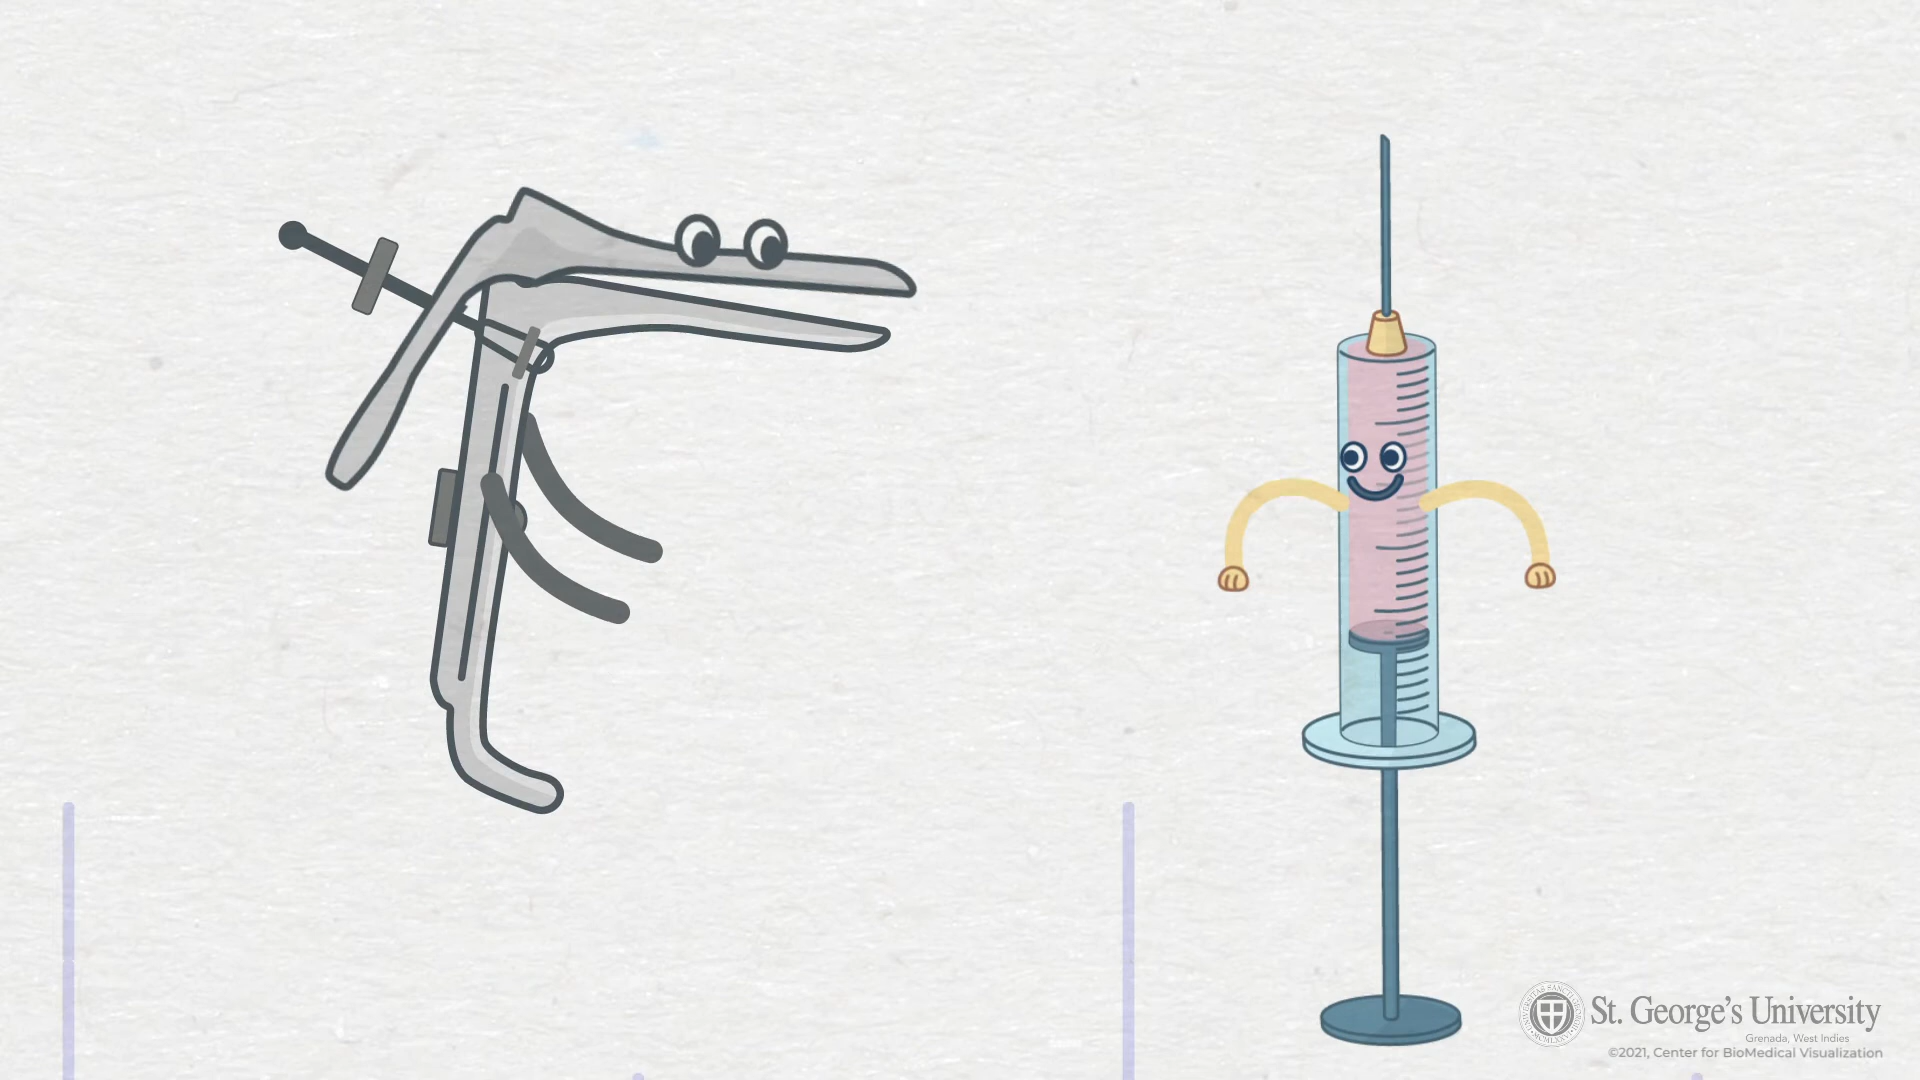 St. George's University
Grenada, West Indies
©2021, Center for BioMedical Visualization